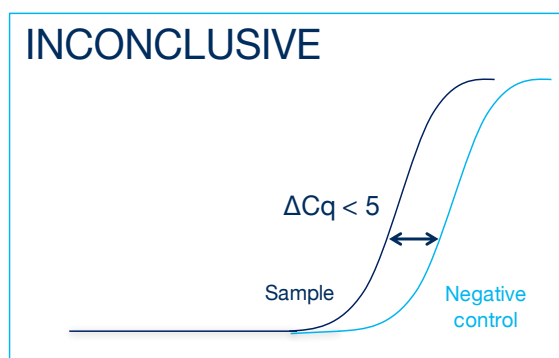 INCONCLUSIVE
ΔCq < 5
Sample
Negative
control